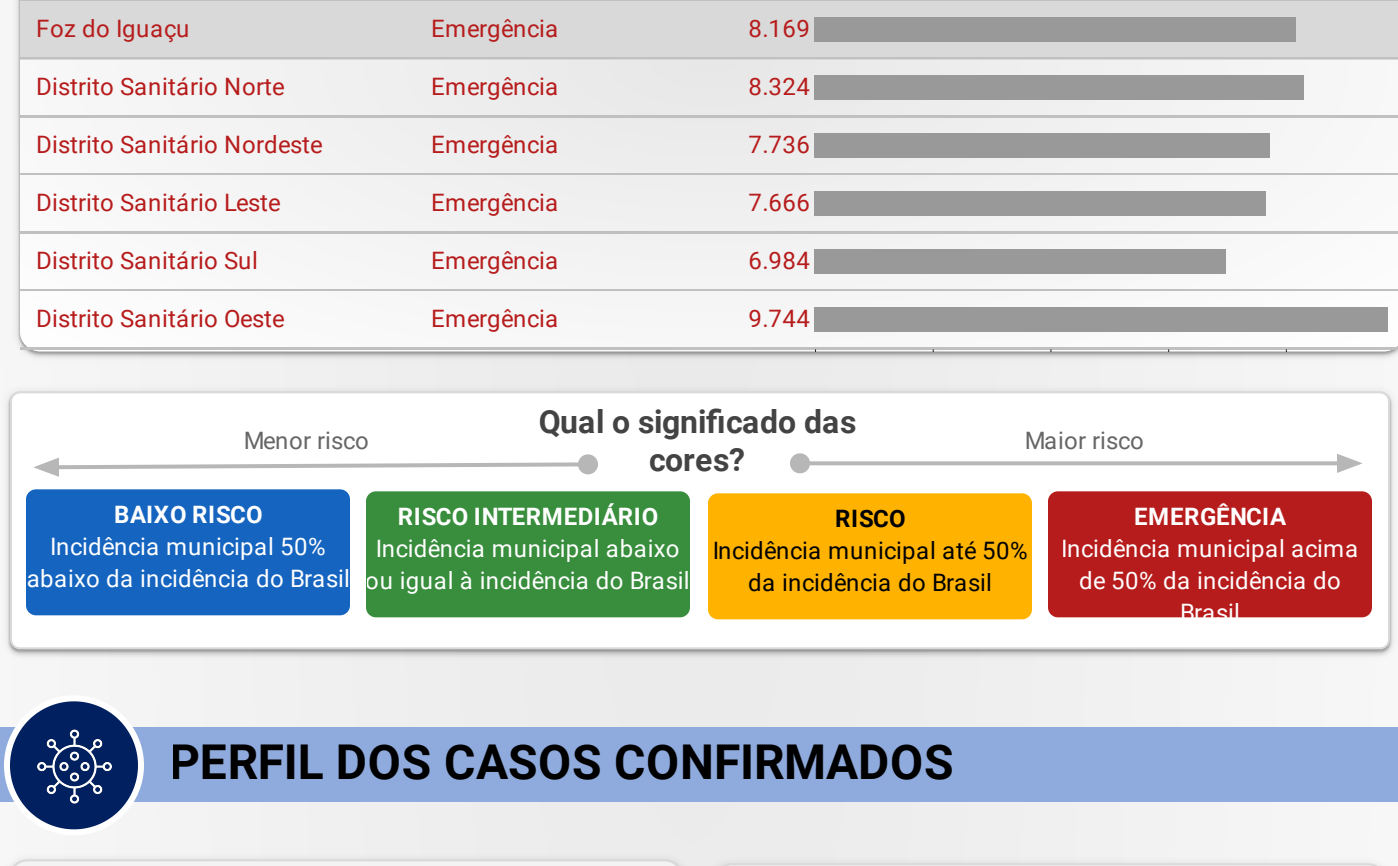 Foz do Iguaçu Emergência 8.169
Distrito Sanitário Norte Emergência 8.324
Distrito Sanitário Nordeste Emergência 7.736
Distrito Sanitário Leste Emergência 7.666
Distrito Sanitário Sul Emergência 6.984
Distrito Sanitário Oeste Emergência 9.744
Qual o significado das
cores?
Menor risco
Maior risco
BAIXO RISCO
Incidência municipal 50%
abaixo da incidência do Brasil
RISCO INTERMEDIÁRIO
Incidência municipal abaixo
ou igual à incidência do Brasil
RISCO
Incidência municipal até 50%
da incidência do Brasil
EMERGÊNCIA
Incidência municipal acima
de 50% da incidência do
Brasil
PERFIL DOS CASOS CONFIRMADOS